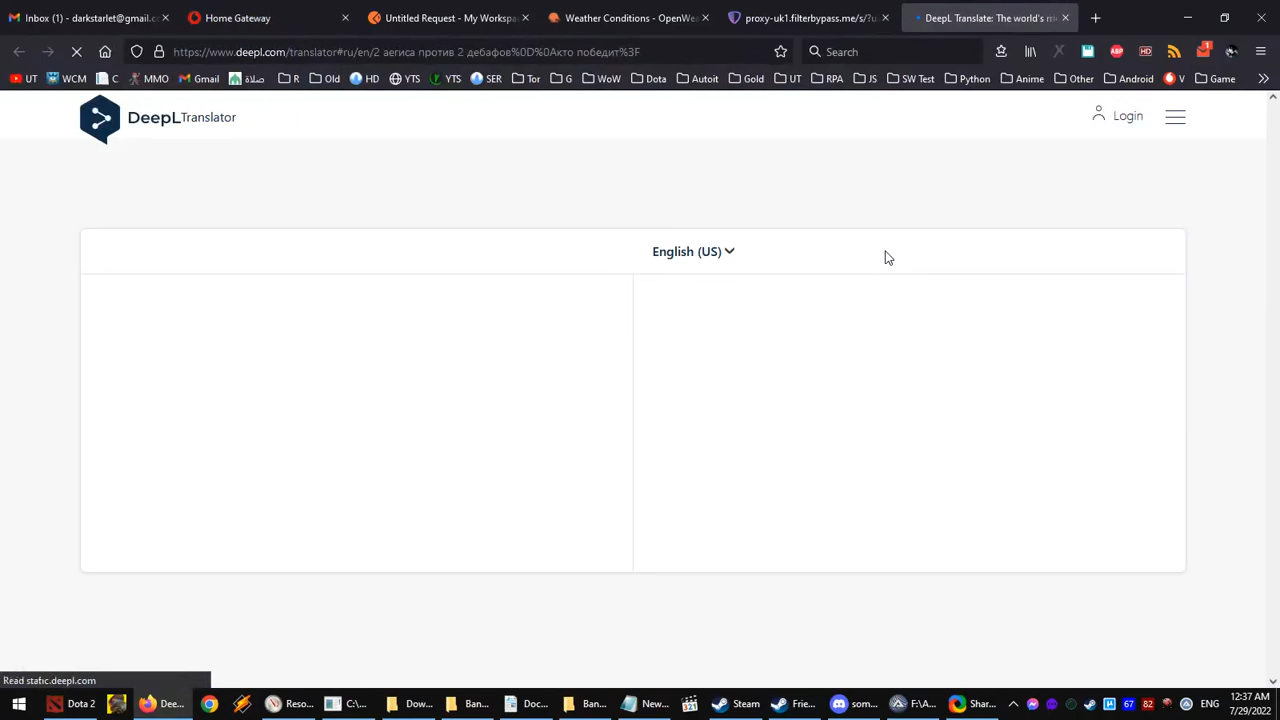 Inbox (1) - darkstarlet@gmail.c
Home Gateway
Untitled Request - My Workspa
Weather Conditions - OpenWea
proxy-uk1.filterbypass.me/s/?u
DeepL Translate: The world's m
https://www.deepl.com/translator#ru/en/2 аегиса против 2 дебафов%0D%0Aкто победит%3F
Search
UT
WCM
C
MMO
Gmail
صلاة
R
Old
HD
YTS
YTS
SER
Tor
G
WoW
Dota
Autoit
Gold
UT
RPA
JS
SW Test
Python
Anime
Other
Android
V
Game
DeepL Translator
Login
English (US)
Read static.deepl.com
Dota 2
Dee...
Reso...
C:\...
Dow...
Ban...
Doc...
Ban...
New...
Steam
Frie...
som...
F:\A...
Shar...
67
82
ENG
12:37 AM
7/29/2022